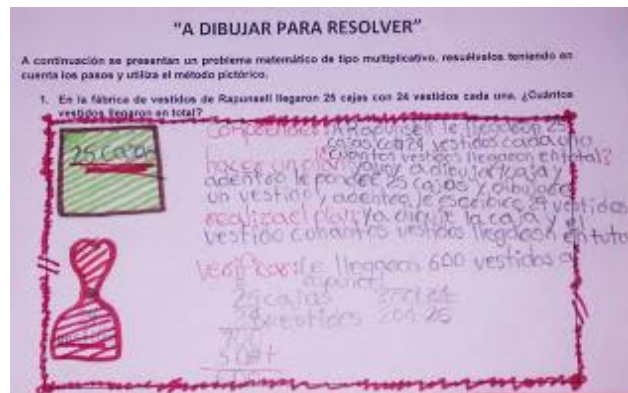 "A DIBUJAR PARA RESOLVER"
A continuación se presentan un problema matemático de tipo multiplicativo, resuélvelos teniendo en
cuenta los pasos y utiliza el método pictórico.
1. En la fábrica de vestidos de Rapunsell llegaron 25 cajas con 24 vestidos cada una. ¿Cuántos
vestidos llegaron en total?
25 cajas
comprender: A Rapunsell le llegaron 25
cajas con 24 vestidos cada una
¿cuantos vestidos llegaron en total?
hacer un plan: voy a dibujar caja y
adentro le pondre 25 cajas y dibujare
un vestido y adentro le escribire 24 vestidos
realiza el plan ya dibuje la caja y el
vestido
vestidos llegaron en
Verificar: le llegaron 600 vestidos a
25 cajas
24 vestidos